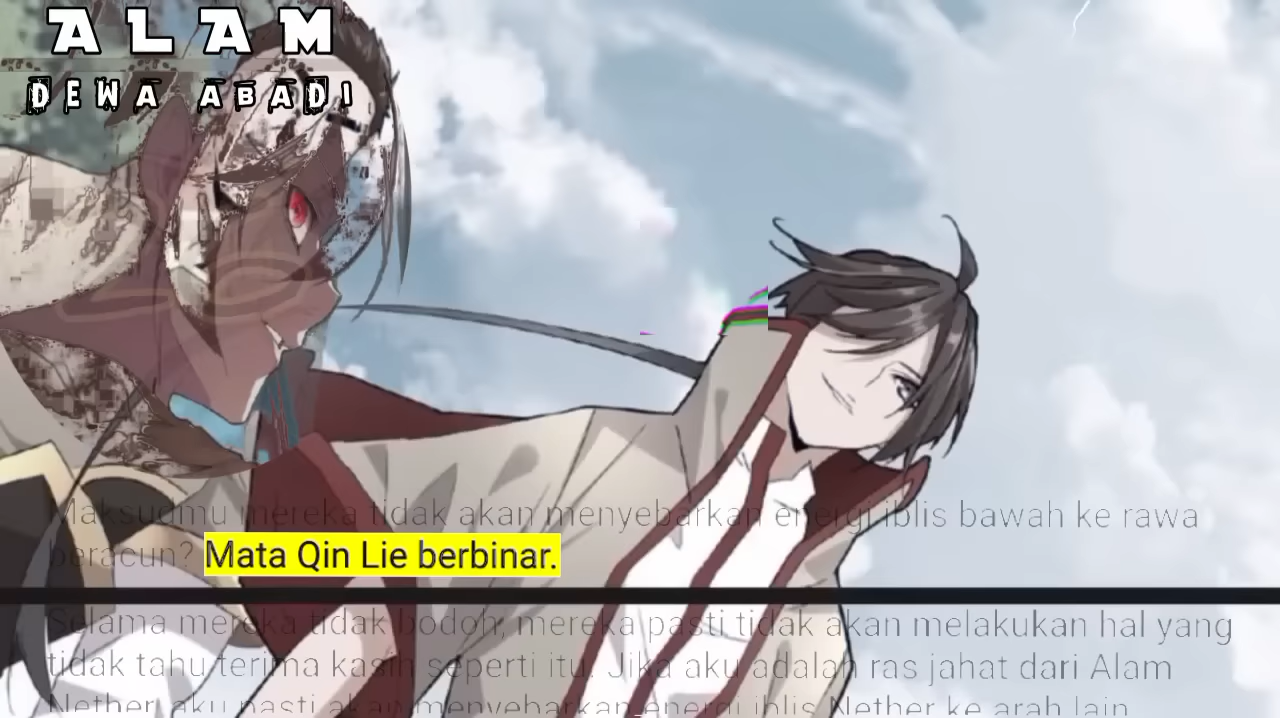 ALAM
DEWA ABADI
Maksudmu mereka tidak akan menyebarkan energi iblis bawah ke rawa
beracun? Mata Qin Lie berbinar.
Selama mereka tidak bodoh, mereka pasti tidak akan melakukan hal yang
tidak tahu terima kasih seperti itu. Jika aku adalah ras jahat dari Alam
Nether, aku pasti akan menyebarkan energi iblis Nether ke arah lain.